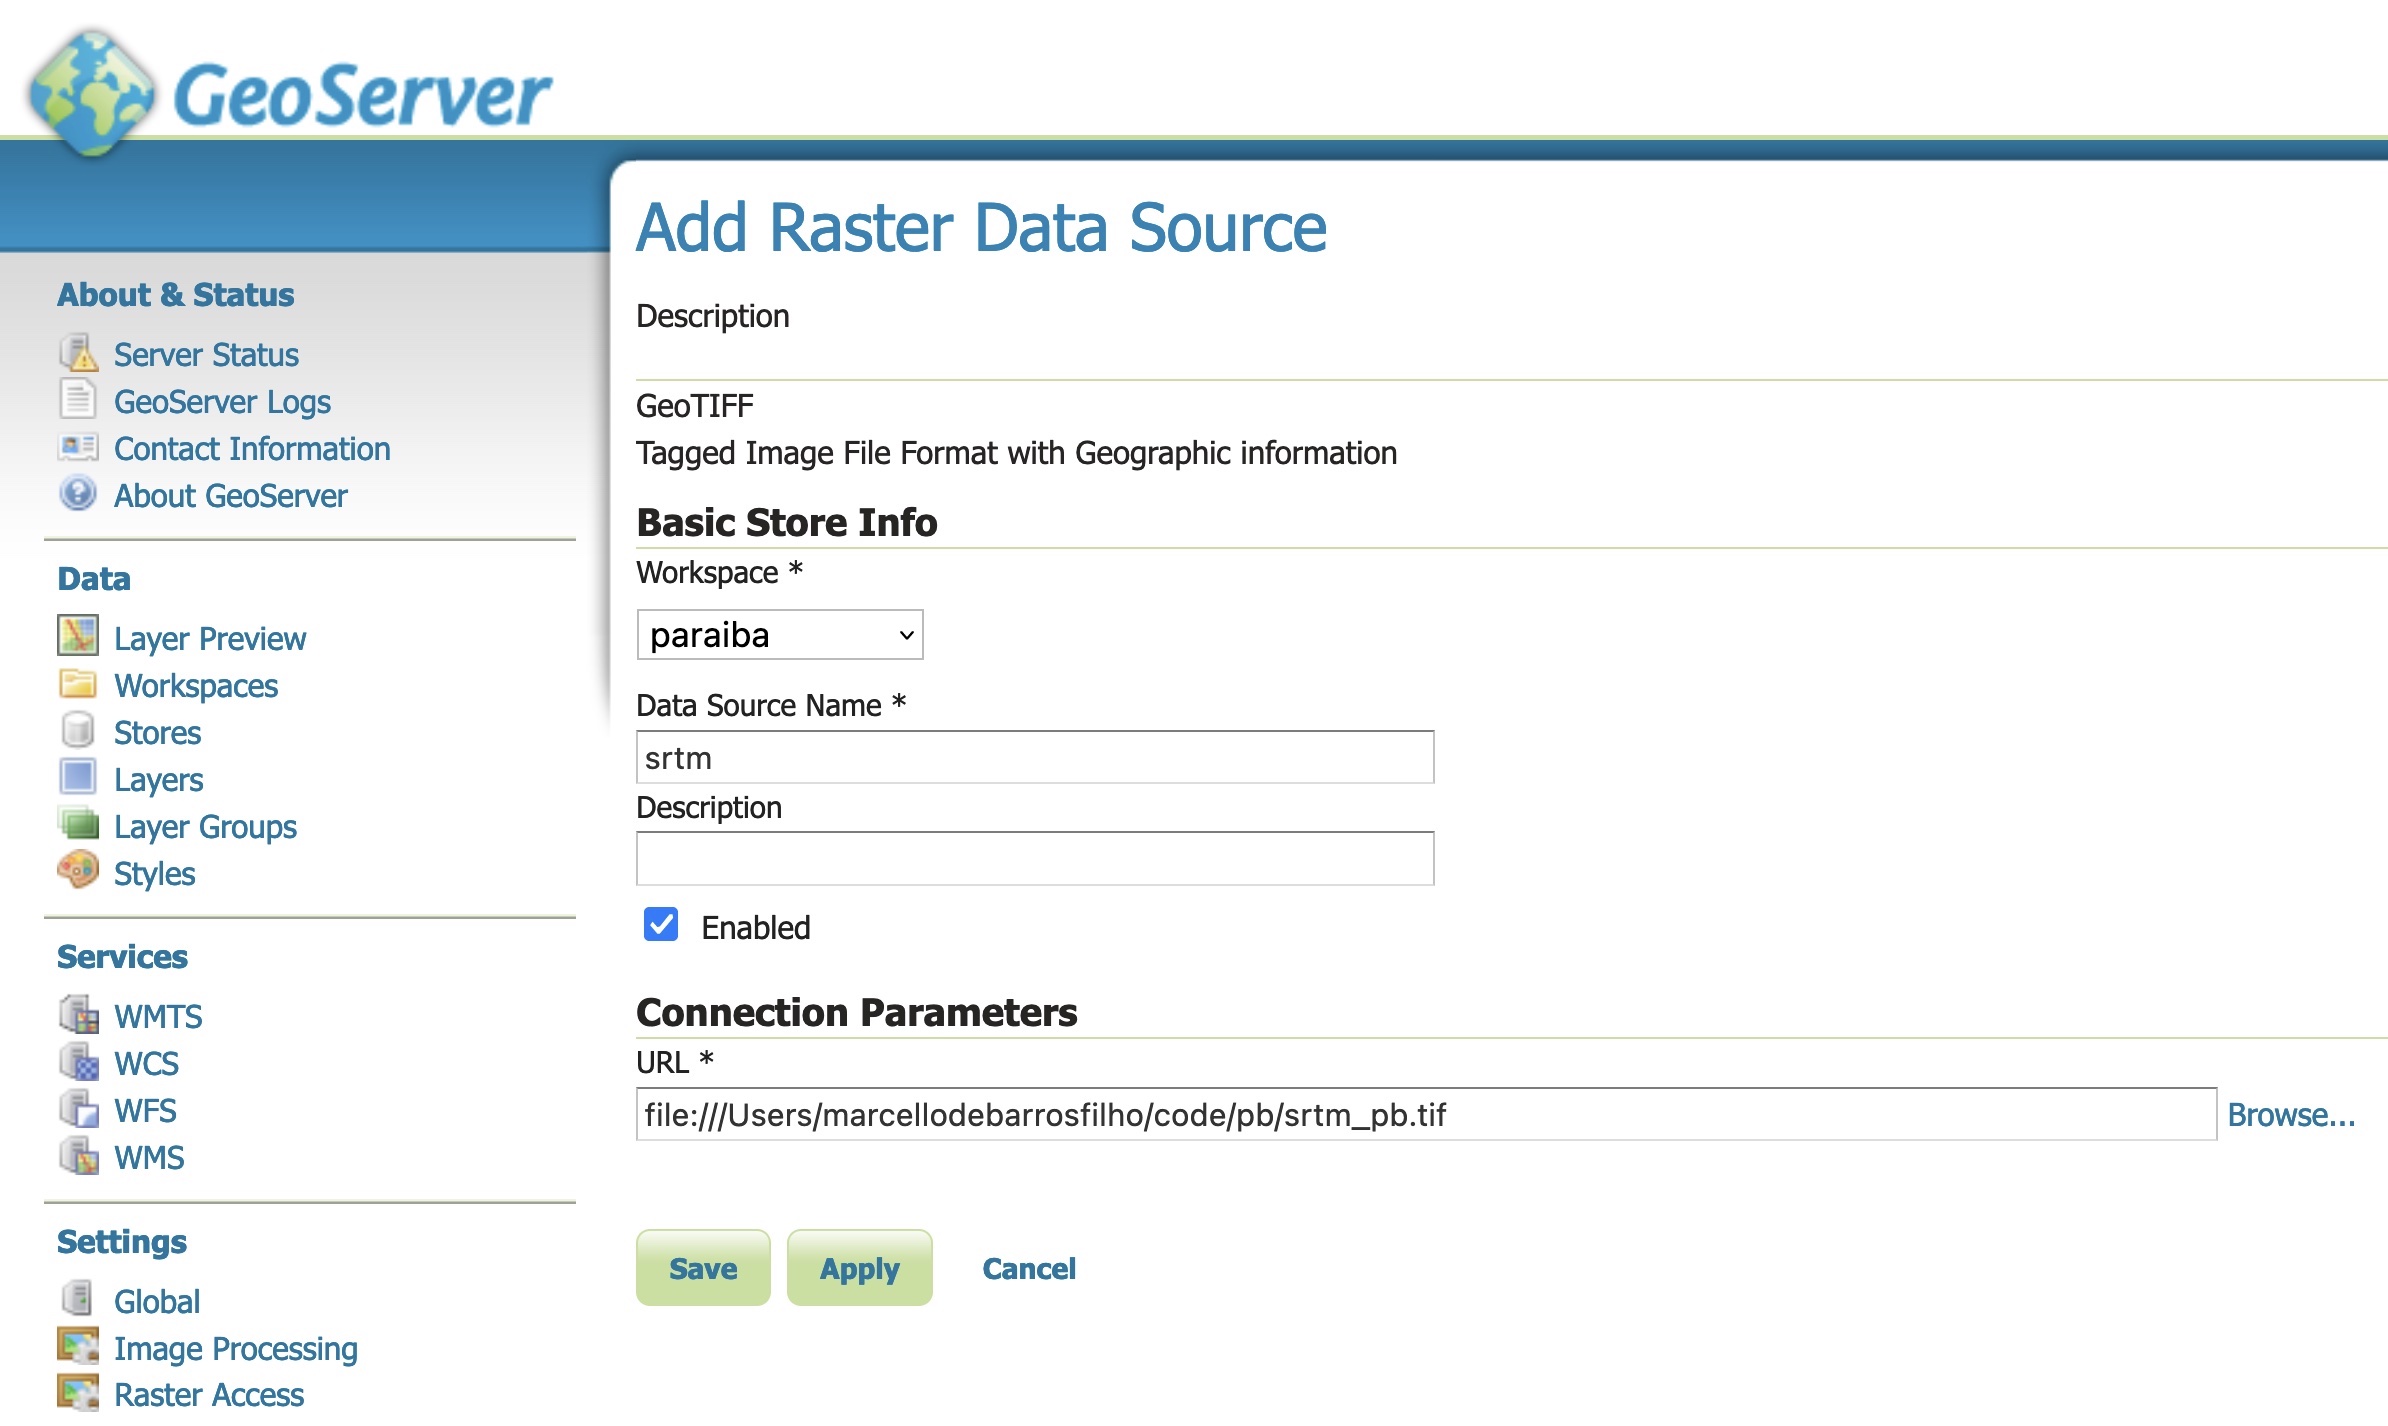 GeoServer
About & Status
Server Status
GeoServer Logs
Contact Information
About GeoServer
Data
Layer Preview
Workspaces
Stores
Layers
Layer Groups
Styles
Services
WMTS
WCS
WFS
WMS
Settings
Global
Image Processing
Raster Access
Add Raster Data Source
Description
GeoTIFF
Tagged Image File Format with Geographic information
Basic Store Info
Workspace *
paraiba
Data Source Name *
srtm
Description
Enabled
Connection Parameters
URL *
file:///Users/marcellodebarrosfilho/code/pb/srtm_pb.tif Browse...
Save Apply Cancel